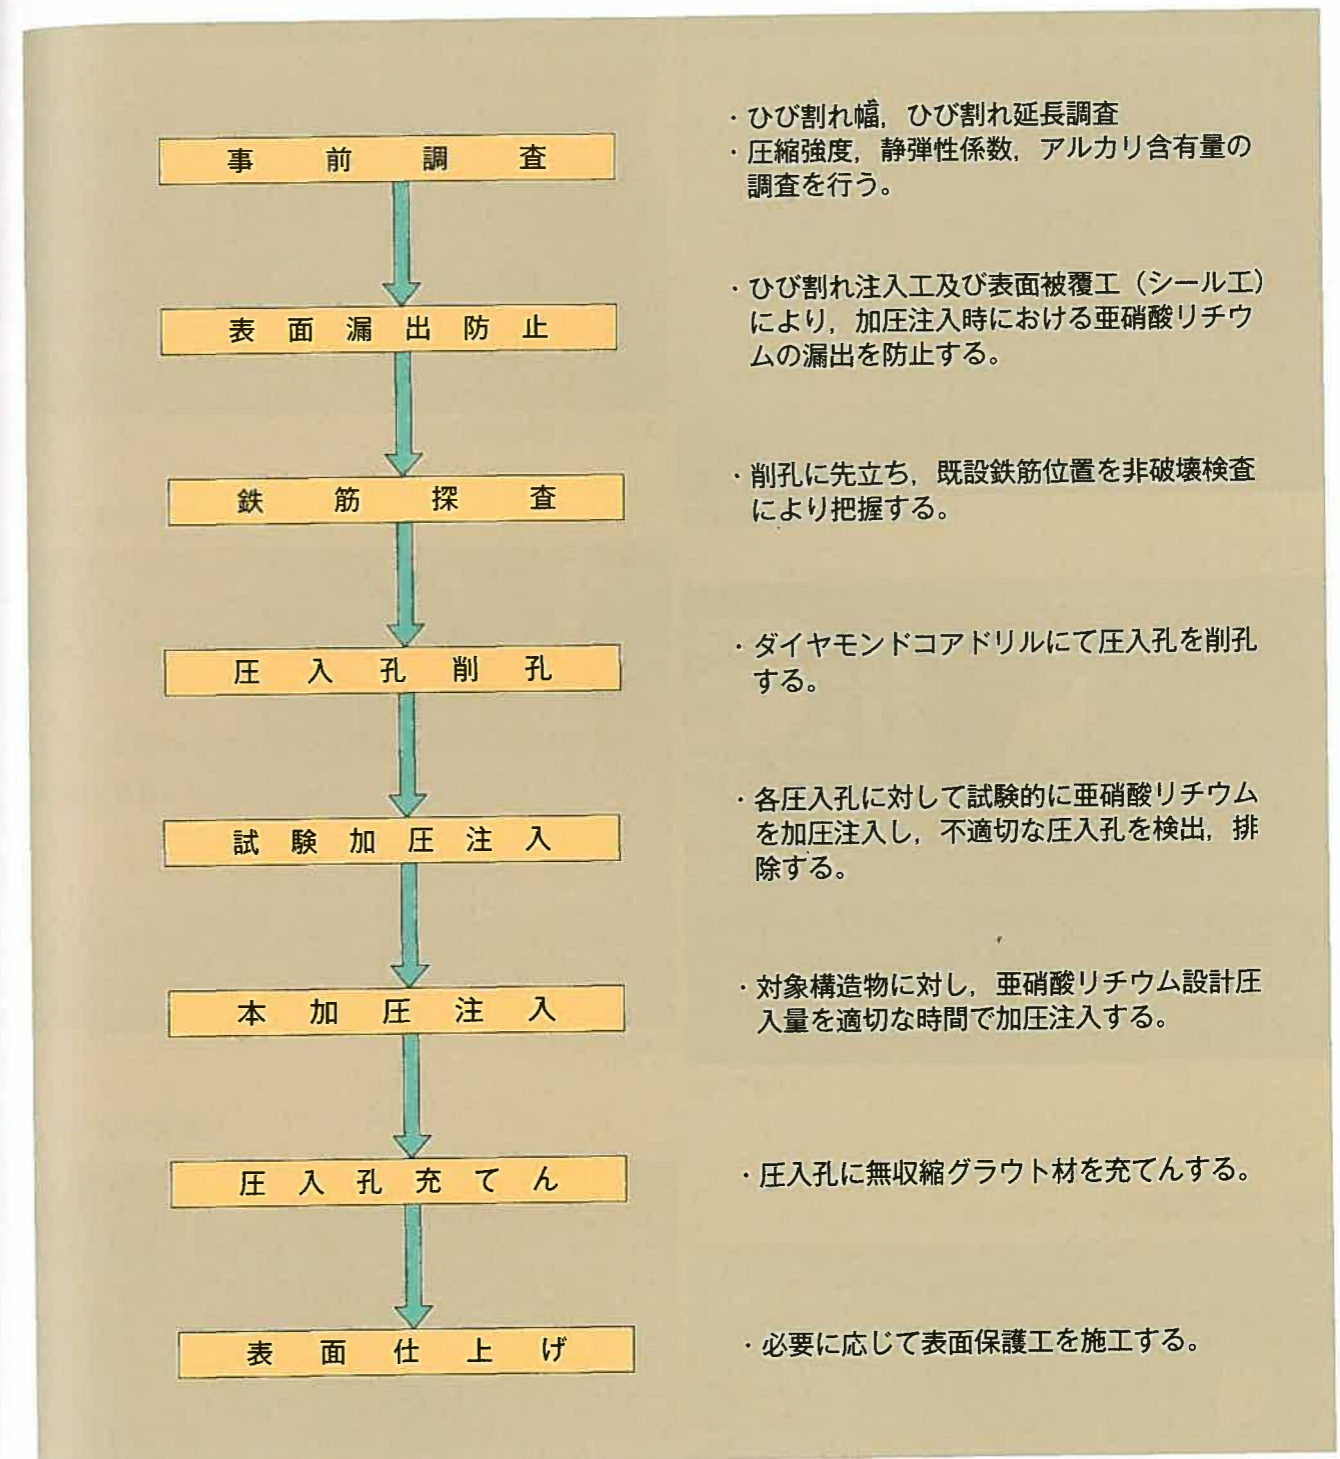 事前調査
・ひび割れ幅，ひび割れ延長調査
・圧縮強度，静弾性係数，アルカリ含有量の
調査を行う。
表面漏出防止
・ひび割れ注入工及び表面被覆工（シール工）
により，加圧注入時における亜硝酸リチウ
ムの漏出を防止する。
鉄筋探査
・削孔に先立ち，既設鉄筋位置を非破壊検査
により把握する。
圧入孔削孔
・ダイヤモンドコアドリルにて圧入孔を削孔
する。
試験加圧注入
・各圧入孔に対して試験的に亜硝酸リチウム
を加圧注入し，不適切な圧入孔を検出，排
除する。
本加圧注入
・対象構造物に対し，亜硝酸リチウム設計圧
入量を適切な時間で加圧注入する。
圧入孔充てん
・圧入孔に無収縮グラウト材を充てんする。
表面仕上げ
・必要に応じて表面保護工を施工する。